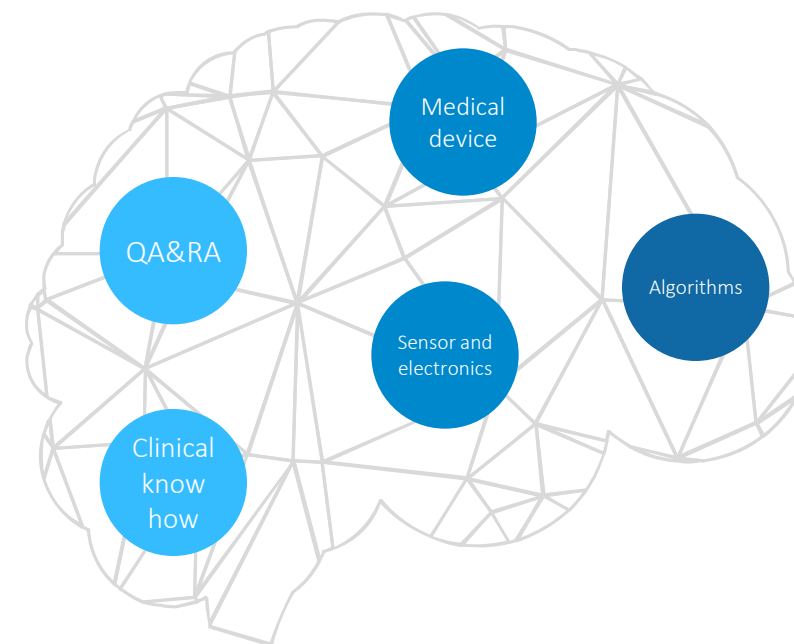 Medical
device
QA&RA
Algorithms
Sensor and
electronics
Clinical
know
how